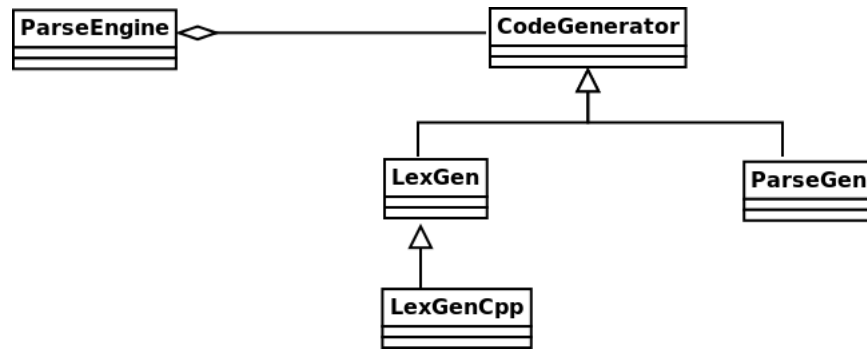 ParseEngine
CodeGenerator
LexGen
ParseGen
LexGenCpp